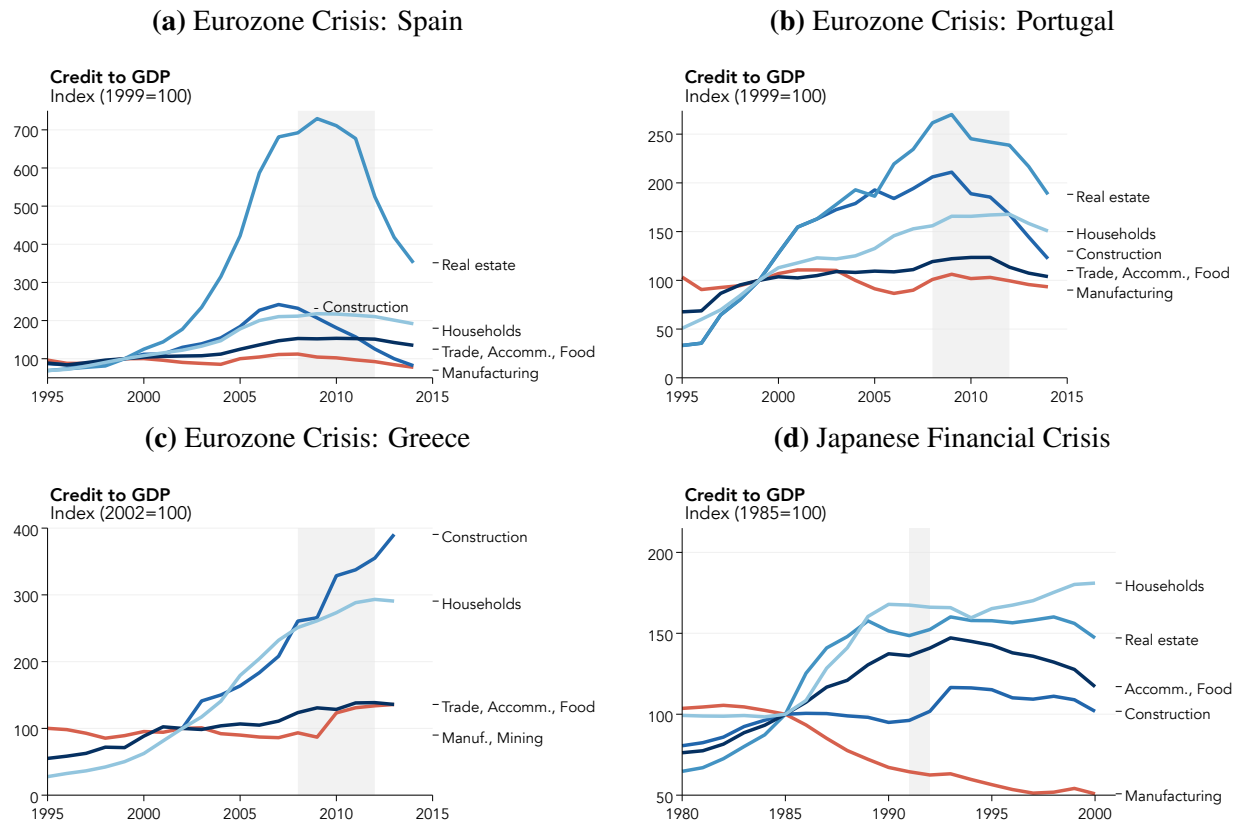 (a) Eurozone Crisis: Spain
Credit to GDP
Index (1999=100)
700
600
500
400
300
200
100
Real estate
Construction
Households
Trade, Accomm., Food
Manufacturing
1995 2000 2005 2010 2015
(b) Eurozone Crisis: Portugal
Credit to GDP
Index (1999=100)
250
200
150
100
50
0
Real estate
Households
Construction
Trade, Accomm., Food
Manufacturing
1995 2000 2005 2010 2015
(c) Eurozone Crisis: Greece
Credit to GDP
Index (2002=100)
400
300
200
100
0
Construction
Households
Trade, Accomm., Food
Manuf., Mining
1995 2000 2005 2010 2015
(d) Japanese Financial Crisis
Credit to GDP
Index (1985=100)
200
150
100
50
Households
Real estate
Accomm., Food
Construction
Manufacturing
1980 1985 1990 1995 2000